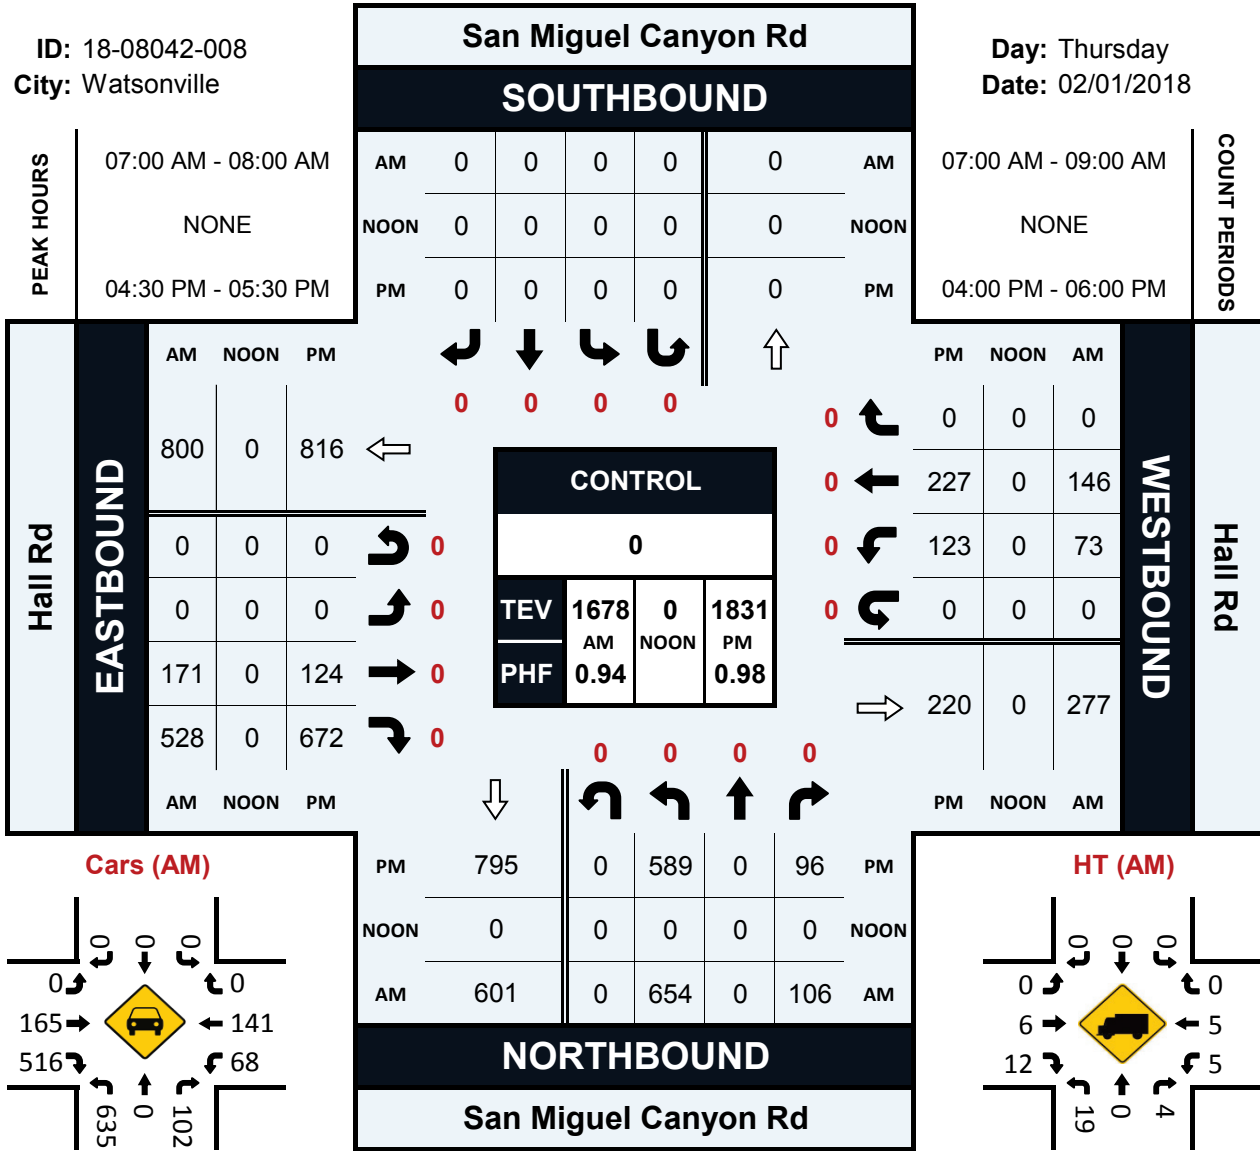 San Miguel Canyon Rd
ID: 18-08042-008
Day: Thursday
City: Watsonville
Date: 02/01/2018
SOUTHBOUND
PEAK HOURS
07:00 AM - 08:00 AM
NONE
04:30 PM - 05:30 PM
AM 0 0 0 0 0 AM
NOON 0 0 0 0 0 NOON
PM 0 0 0 0 0 PM
07:00 AM - 09:00 AM
NONE
04:00 PM - 06:00 PM
COUNT PERIODS
0 0 0 0
Hall Rd
EASTBOUND
AM NOON PM
800 0 816
0 0 0 0
0 0 0 0
171 0 124 0
528 0 672 0
AM NOON PM
CONTROL
0
TEV 1678 0 1831
AM NOON PM
PHF 0.94 0.98
PM NOON AM
0 0 0 0
0 227 0 146
0 123 0 73
0 0 0 0
220 0 277
PM NOON AM
WESTBOUND
Hall Rd
0 0 0 0
PM 795 0 589 0 96 PM
NOON 0 0 0 0 0 NOON
AM 601 0 654 0 106 AM
NORTHBOUND
San Miguel Canyon Rd
Cars (AM)
0 0 0
0 0
165 141
516 68
635 0 102
HT (AM)
0 0 0
0 0
6 5
12 5
19 0 4